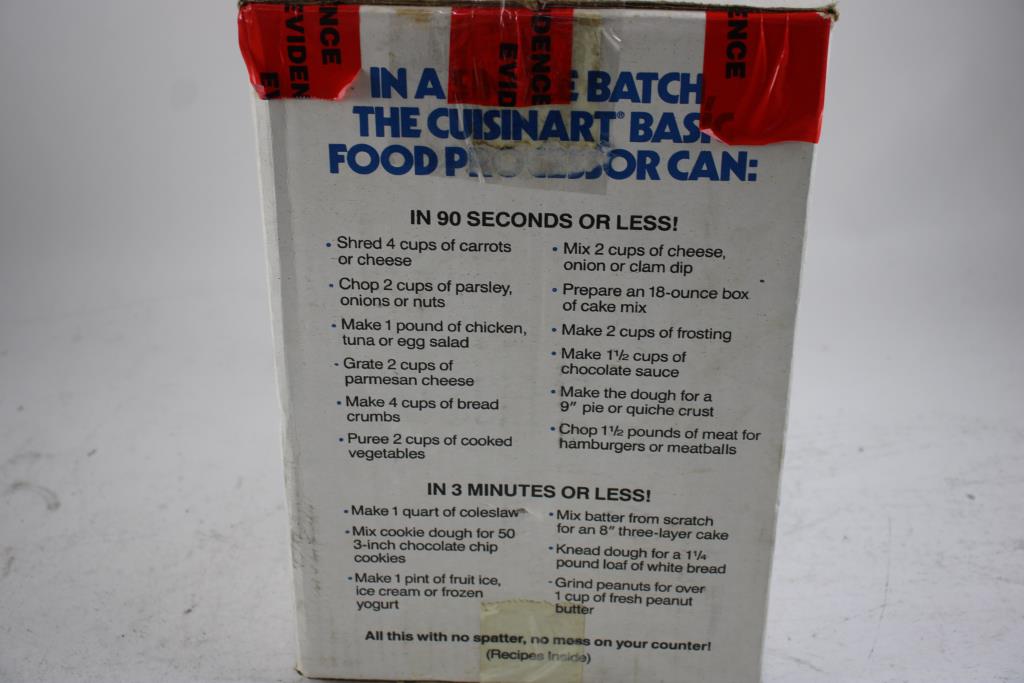 EVIDENCE
EVIDENCE
ENCE
IN A BATCH,
THE CUISINART® BASIC
FOOD PROCESSOR CAN:
IN 90 SECONDS OR LESS!
• Shred 4 cups of carrots
or cheese
• Chop 2 cups of parsley,
onions or nuts
• Make 1 pound of chicken,
tuna or egg salad
• Grate 2 cups of
parmesan cheese
• Make 4 cups of bread
crumbs
• Puree 2 cups of cooked
vegetables
• Mix 2 cups of cheese,
onion or clam dip
• Prepare an 18-ounce box
of cake mix
• Make 2 cups of frosting
• Make 1½ cups of
chocolate sauce
• Make the dough for a
9" pie or quiche crust
• Chop 1½ pounds of meat for
hamburgers or meatballs
IN 3 MINUTES OR LESS!
• Make 1 quart of coleslaw
• Mix cookie dough for 50
3-inch chocolate chip
cookies
• Make 1 pint of fruit ice,
ice cream or frozen
yogurt
• Mix batter from scratch
for an 8" three-layer cake
• Knead dough for a 1¼
pound loaf of white bread
• Grind peanuts for over
1 cup of fresh peanut
butter
All this with no spatter, no mess on your counter!
(Recipes Inside)